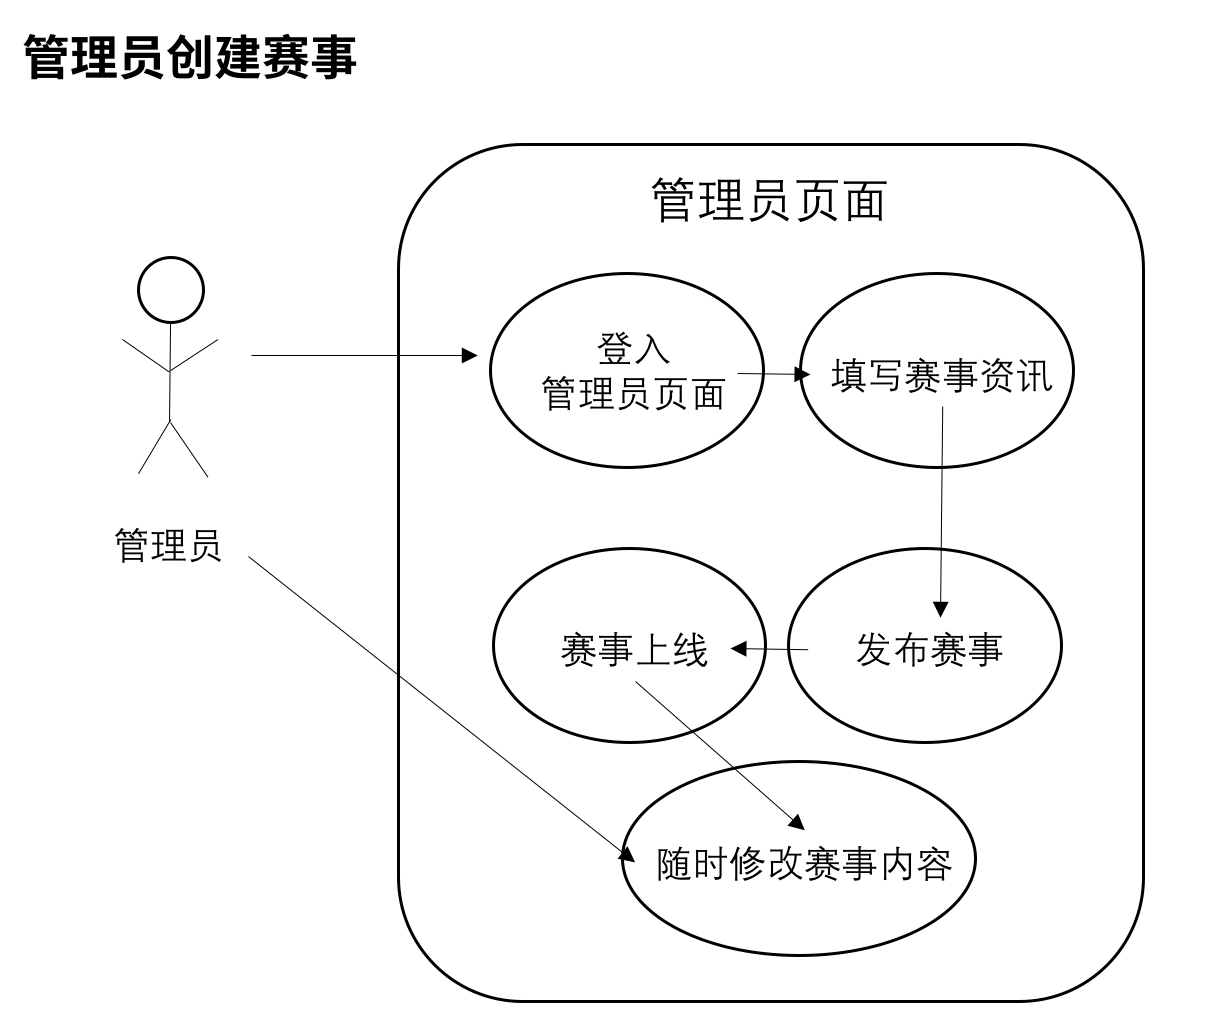 管理员创建赛事
管理员页面
登入
管理员页面
填写赛事资讯
管理员
赛事上线
发布赛事
随时修改赛事内容